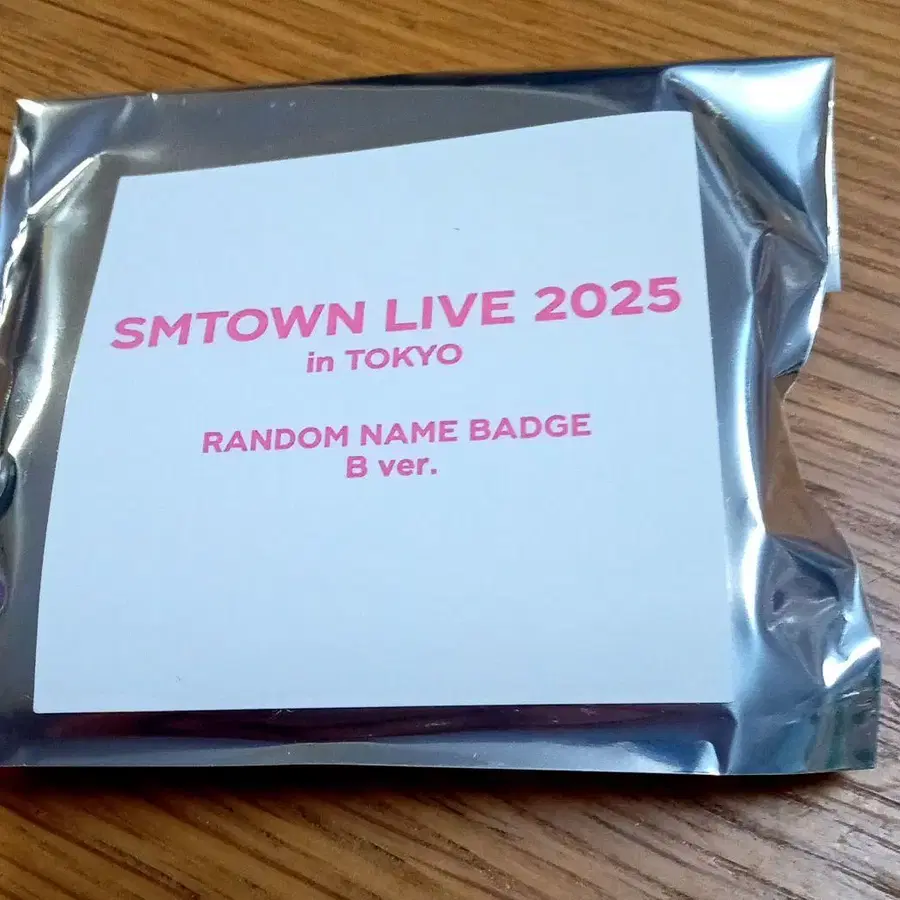 SMTOWN LIVE 2025
in TOKYO
RANDOM NAME BADGE
B ver.